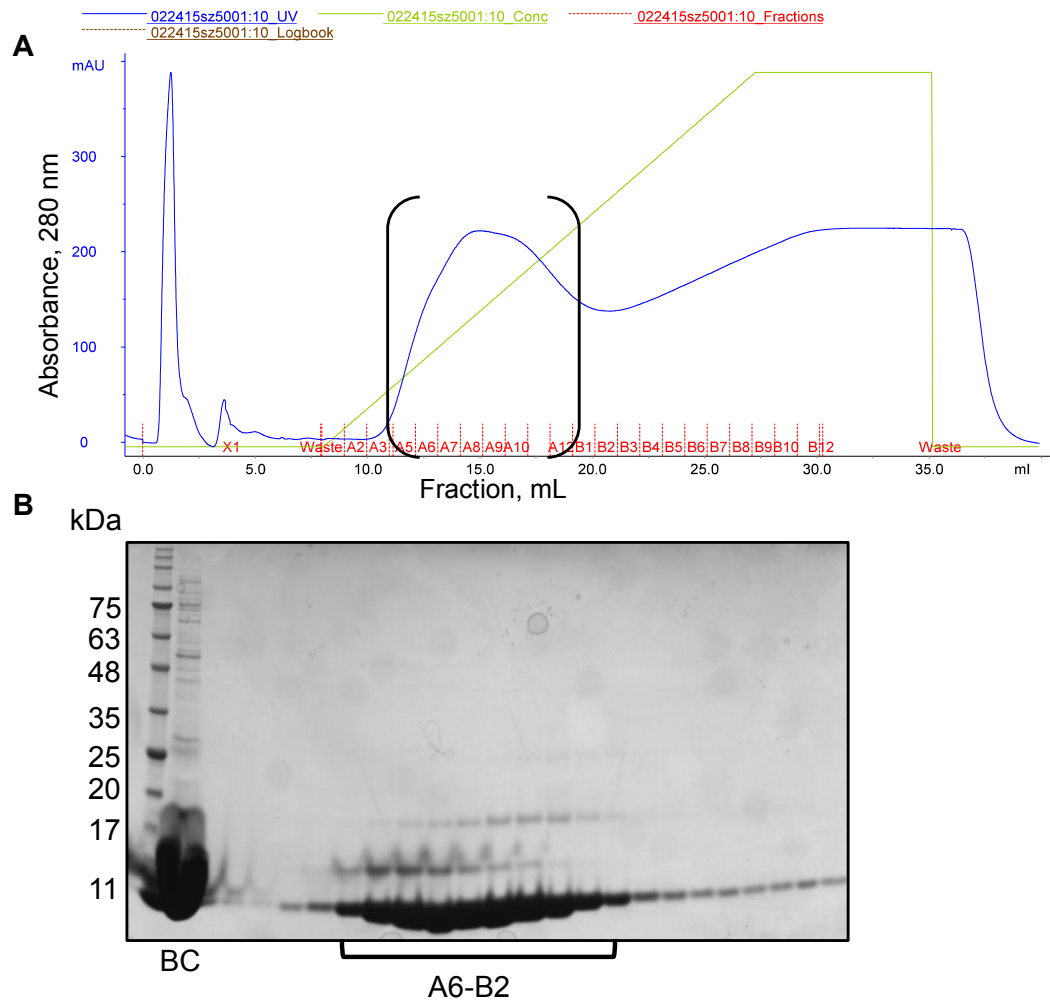 022415sz5001:10_UV 022415sz5001:10_Conc 022415sz5001:10_Fractions
022415sz5001:10_Logbook
A
mAU
Absorbance, 280 nm
300
200
100
0
X1 Waste A2 A3 A5 A6 A7 A8 A9 A10 A12 B1 B2 B3 B4 B5 B6 B7 B8 B9 B10 B12 Waste
0.0 5.0 10.0 15.0 20.0 25.0 30.0 35.0 ml
Fraction, mL
B
kDa
75
63
48
35
25
20
17
11
BC
A6-B2